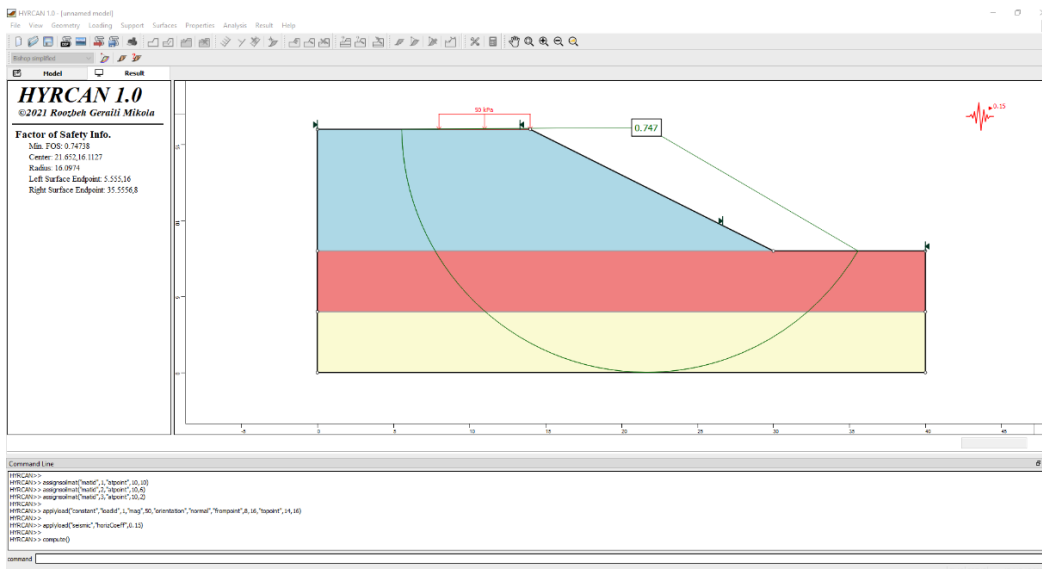 HYRCAN 1.0 - [unnamed model]
File View Geometry Loading Support Surfaces Properties Analysis Result Help
Bishop simplified
Model
Result
HYRCAN 1.0
©2021 Roozbeh Geraili Mikola
Factor of Safety Info.
Min. FOS: 0.74738
Center: 21.652,16.1127
Radius: 16.0974
Left Surface Endpoint: 5.555,16
Right Surface Endpoint: 35.5556,8
0.747
0.15
15
10
5
0
-5 0 5 10 15 20 25 30 35 40 45
Command Line
HYRCAN>>
HYRCAN>> assignsoilmat("matid",1,"atpoint",10,10)
HYRCAN>> assignsoilmat("matid",2,"atpoint",10,6)
HYRCAN>> assignsoilmat("matid",3,"atpoint",10,2)
HYRCAN>>
HYRCAN>> applyload("constant","loadid",1,"mag",50,"orientation","normal","frompoint",8,16,"topoint",14,16)
HYRCAN>>
HYRCAN>> applyload("seismic","horizCoeff",0.15)
HYRCAN>>
HYRCAN>> compute()
command